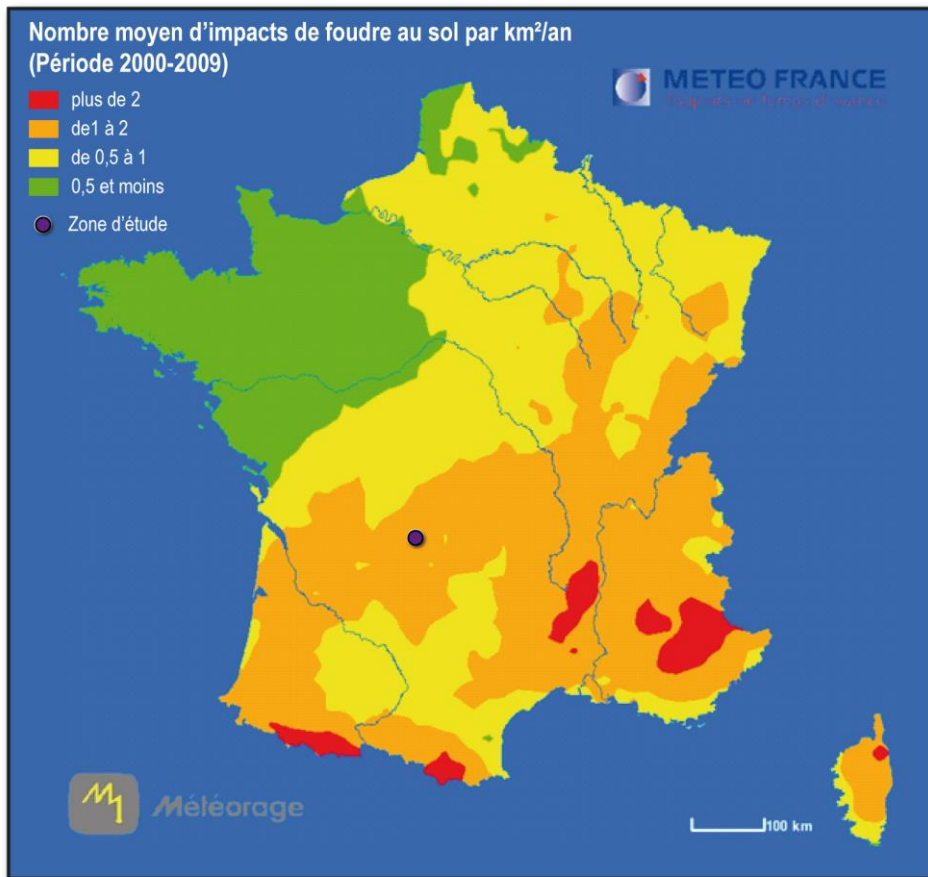 Nombre moyen d'impacts de foudre au sol par km²/an
(Période 2000-2009)
plus de 2
de1 à 2
de 0,5 à 1
0,5 et moins
Zone d'étude
METEO FRANCE
Météorage
100 km